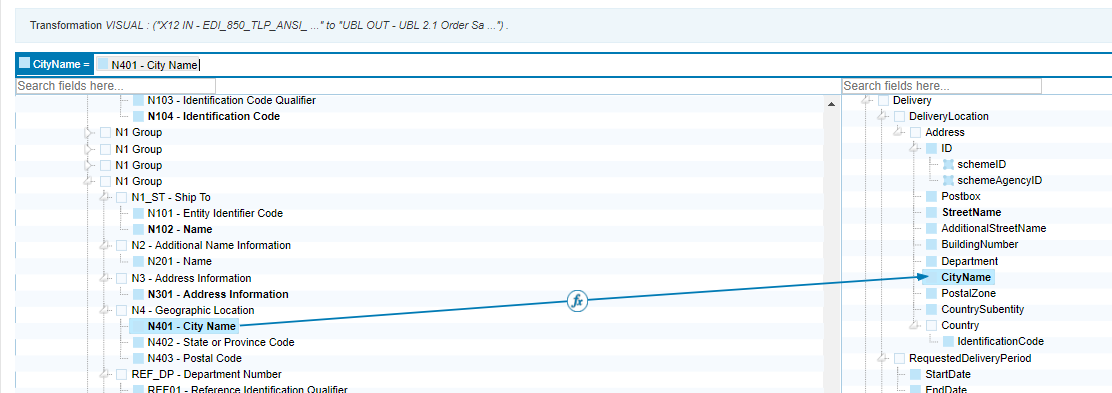 Transformation VISUAL : ("X12 IN - EDI_850_TLP_ANSI_ ..." to "UBL OUT - UBL 2.1 Order Sa ...") .
CityName = N401 - City Name
Search fields here...
N103 - Identification Code Qualifier
N104 - Identification Code
N1 Group
N1 Group
N1 Group
N1 Group
N1_ST - Ship To
N101 - Entity Identifier Code
N102 - Name
N2 - Additional Name Information
N201 - Name
N3 - Address Information
N301 - Address Information
N4 - Geographic Location
N401 - City Name
N402 - State or Province Code
N403 - Postal Code
REF_DP - Department Number
REF01 - Reference Identification Qualifier
fx
Search fields here...
Delivery
DeliveryLocation
Address
ID
schemeID
schemeAgencyID
Postbox
StreetName
AdditionalStreetName
BuildingNumber
Department
CityName
PostalZone
CountrySubentity
Country
IdentificationCode
RequestedDeliveryPeriod
StartDate
EndDate